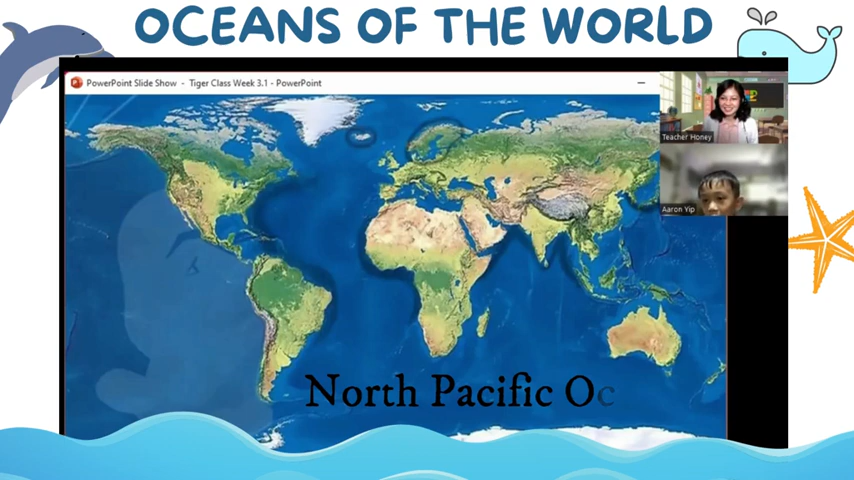 OCEANS OF THE WORLD
PowerPoint Slide Show - Tiger Class Week 3.1 - PowerPoint
Teacher Honey
Aaron Yip
North Pacific Oc